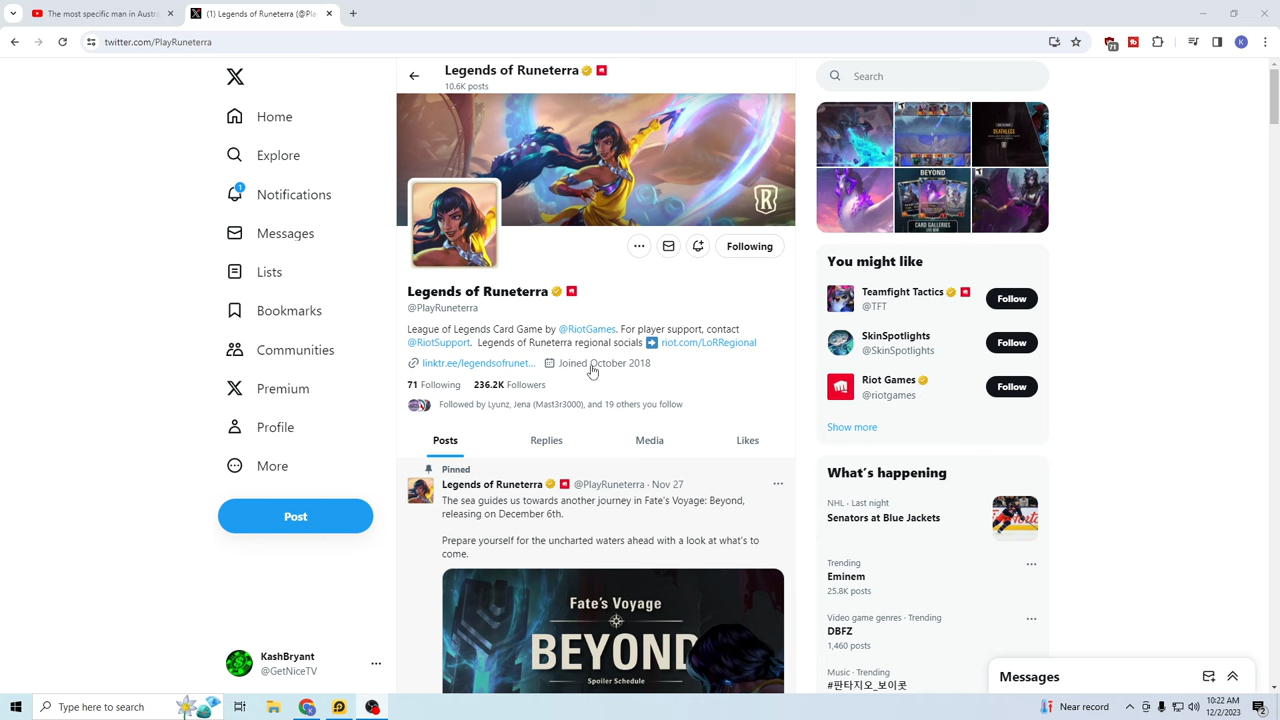 The most specific man in Austr
(1) Legends of Runeterra (@Pla
twitter.com/PlayRuneterra
71
K
Legends of Runeterra
10.6K posts
Search
Home
Explore
1
Notifications
Messages
Lists
Bookmarks
Communities
Premium
Profile
More
Post
KashBryant
@GetNiceTV
R
Following
Legends of Runeterra
@PlayRuneterra
League of Legends Card Game by @RiotGames. For player support, contact
@RiotSupport. Legends of Runeterra regional socials ➡ riot.com/LoRRegional
linktr.ee/legendsofrunet… Joined October 2018
71 Following 236.2K Followers
Followed by Lyunz, Jena (Mast3r3000), and 19 others you follow
Posts Replies Media Likes
Pinned
Legends of Runeterra @PlayRuneterra · Nov 27
The sea guides us towards another journey in Fate's Voyage: Beyond,
releasing on December 6th.
Prepare yourself for the uncharted waters ahead with a look at what's to
come.
Fate's Voyage
BEYOND
Spoiler Schedule
DEATHLESS
BEYOND
CARD GALLERIES
You might like
Teamfight Tactics
@TFT
Follow
SkinSpotlights
@SkinSpotlights
Follow
Riot Games
@riotgames
Follow
Show more
What's happening
NHL · Last night
Senators at Blue Jackets
Trending
Eminem
25.8K posts
Video game genres · Trending
DBFZ
1,460 posts
Music · Trending
#판타지오_보이콧
Messages
Type here to search
Near record
10:22 AM
12/2/2023
2